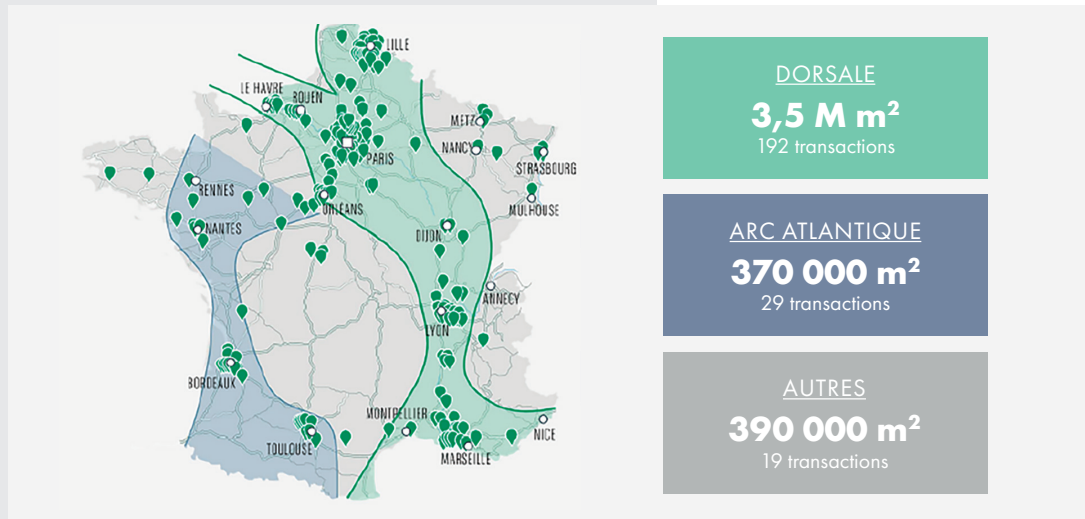 LILLE
LE HAVRE
ROUEN
METZ
NANCY
PARIS
STRASBOURG
RENNES
ORLÉANS
MULHOUSE
NANTES
DIJON
ANNECY
LYON
BORDEAUX
MONTPELLIER
NICE
TOULOUSE
MARSEILLE
DORSALE
3,5 M m²
192 transactions
ARC ATLANTIQUE
370 000 m²
29 transactions
AUTRES
390 000 m²
19 transactions